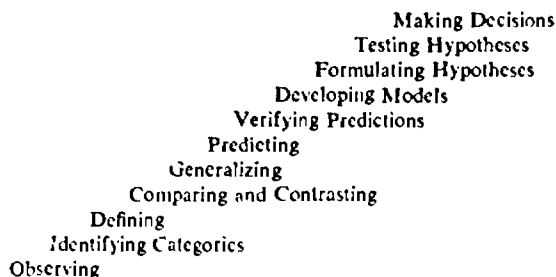 Making Decisions
Testing Hypotheses
Formulating Hypotheses
Developing Models
Verifying Predictions
Predicting
Generalizing
Comparing and Contrasting
Defining
Identifying Categories
Observing